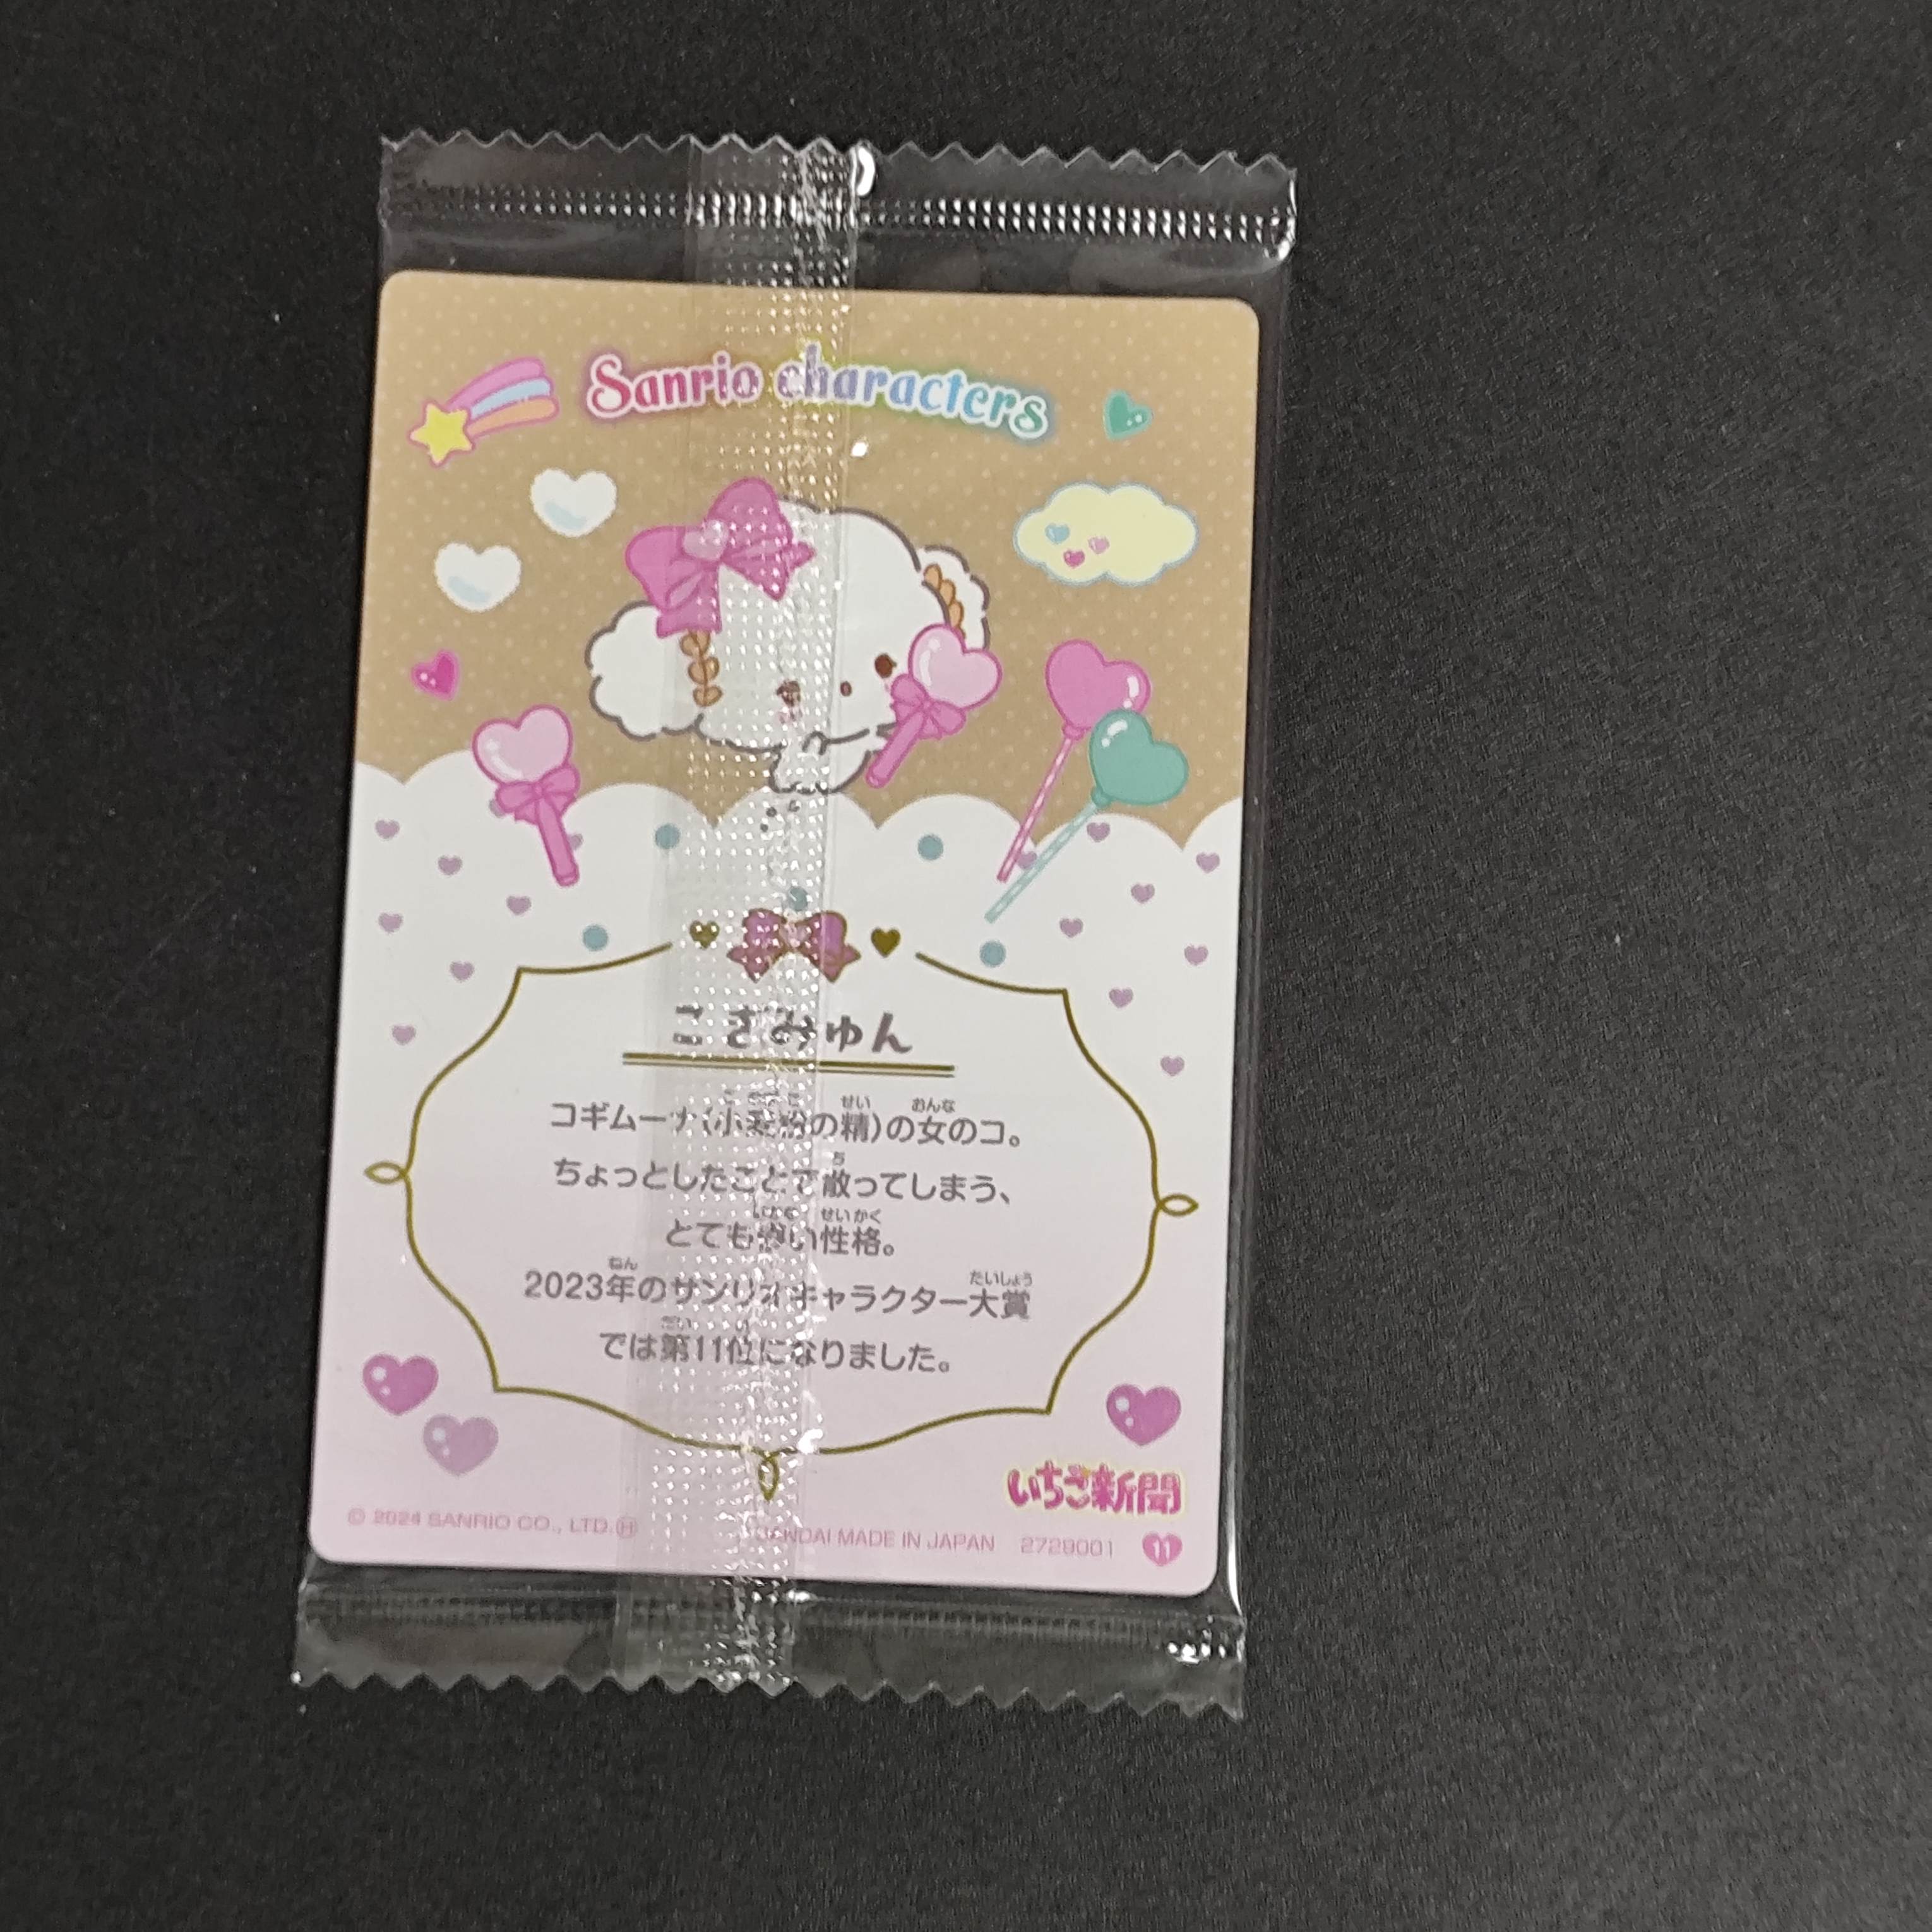 Sanrio characters
こぎみゅん
コギムーナ(小麦粉の精)の女のコ。
ちょっとしたことで散ってしまう、
とても儚い性格。
2023年のサンリオキャラクター大賞
では第11位になりました。
いちご新聞
© 2024 SANRIO CO., LTD. Ⓗ BANDAI MADE IN JAPAN 2729001 11